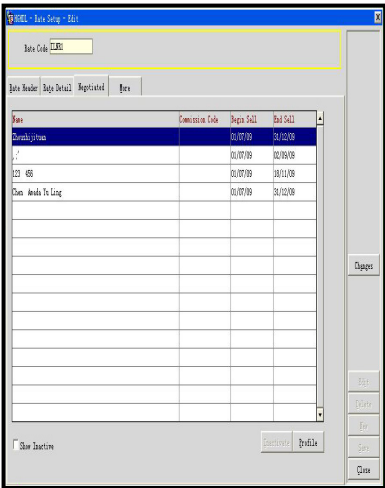 Rate Setup - Edit
Rate Code ILNR1
Rate Header Rate Detail Negotiated More
Name Commission Code Begin Sell End Sell
Zhoushijituan 01/07/09 31/12/09
01/07/09 02/09/09
123 456 01/07/09 18/11/09
Chen Amada Yu Ling 01/07/09 31/12/09
Changes
Edit
Delete
New
Show Inactive Inactivate Profile
Save
Close